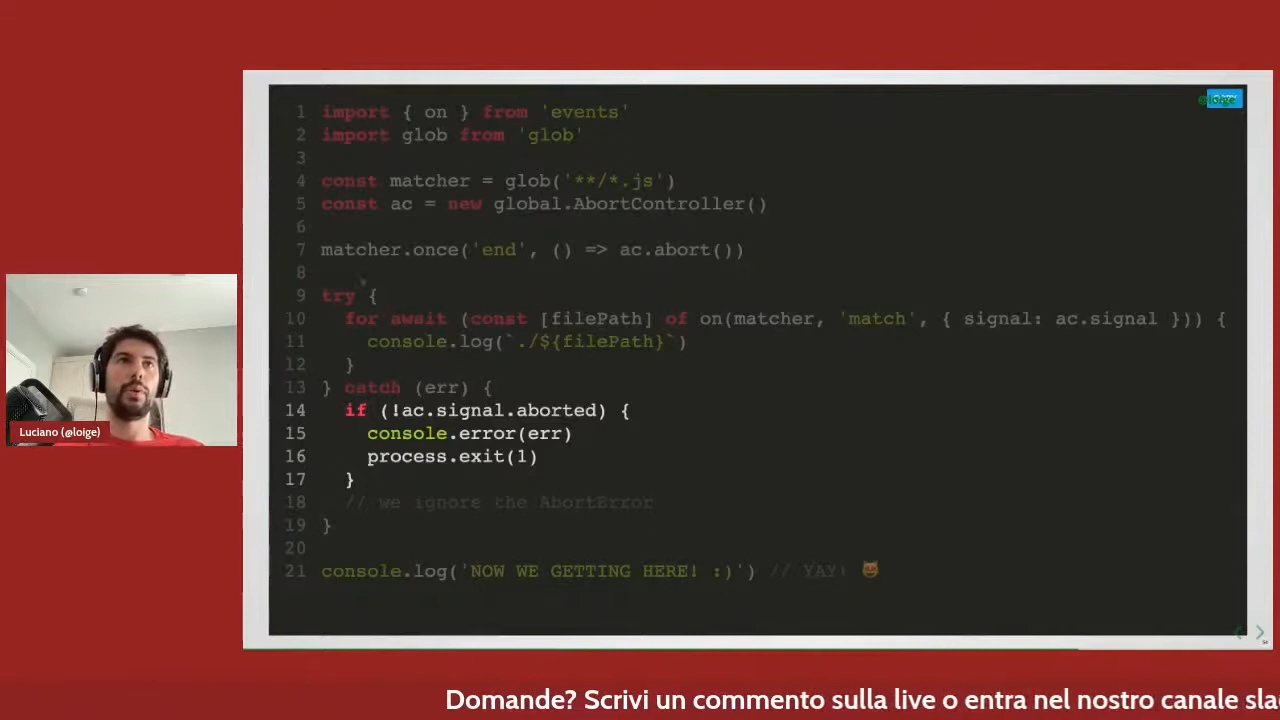 @loige
1 import { on } from 'events'
2 import glob from 'glob'
3
4 const matcher = glob('**/*.js')
5 const ac = new global.AbortController()
6
7 matcher.once('end', () => ac.abort())
8
9 try {
10 for await (const [filePath] of on(matcher, 'match', { signal: ac.signal })) {
11 console.log(`./${filePath}`)
12 }
13 } catch (err) {
14 if (!ac.signal.aborted) {
15 console.error(err)
16 process.exit(1)
17 }
18 // we ignore the AbortError
19 }
20
21 console.log('NOW WE GETTING HERE! :)') // YAY! 😻
Luciano (@loige)
Domande? Scrivi un commento sulla live o entra nel nostro canale sla